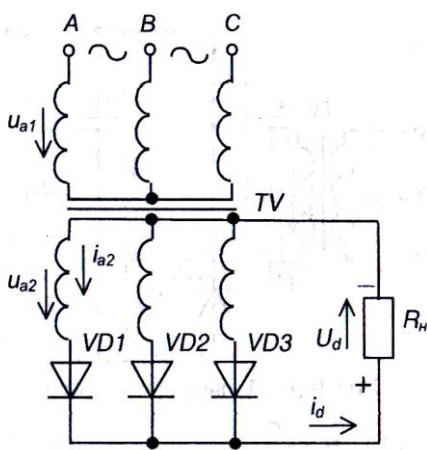 A B C
u_a1
TV
i_a2
u_a2
VD1 VD2 VD3
− U_d R_н
+
i_d